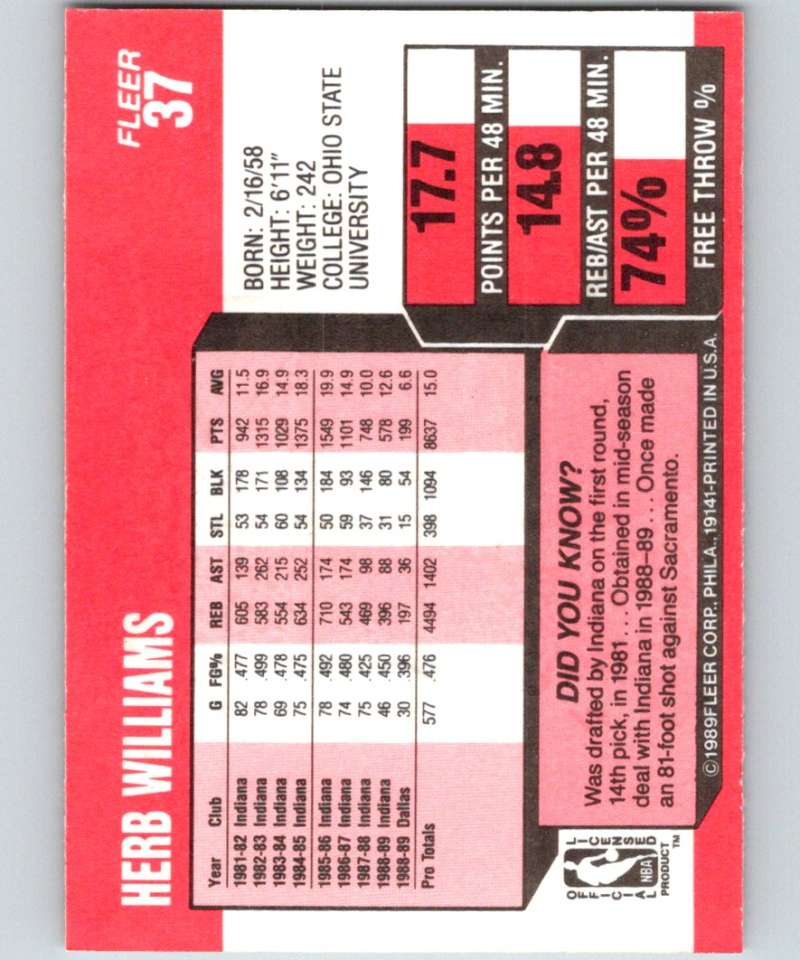 HERB WILLIAMS
FLEER
37
BORN: 2/16/58
HEIGHT: 6'11"
WEIGHT: 242
COLLEGE: OHIO STATE
UNIVERSITY
Year Club G FG% REB AST STL BLK PTS AVG
1981-82 Indiana 82 .477 605 139 53 178 942 11.5
1982-83 Indiana 78 .499 583 262 54 171 1315 16.9
1983-84 Indiana 69 .478 554 215 60 108 1029 14.9
1984-85 Indiana 75 .475 634 252 54 134 1375 18.3
1985-86 Indiana 78 .492 710 174 50 184 1549 19.9
1986-87 Indiana 74 .480 543 174 59 93 1101 14.9
1987-88 Indiana 75 .425 469 98 37 146 748 10.0
1988-89 Indiana 46 .450 396 88 31 80 578 12.6
1988-89 Dallas 30 .396 197 36 15 54 199 6.6
Pro Totals 577 .476 4494 1402 398 1094 8637 15.0
17.7
POINTS PER 48 MIN.
14.8
REB/AST PER 48 MIN.
74%
FREE THROW %
DID YOU KNOW?
Was drafted by Indiana on the first round,
14th pick, in 1981 . . . Obtained in mid-season
deal with Indiana in 1988–89 . . . Once made
an 81-foot shot against Sacramento.
OFFICIAL
LICENSED
NBA
PRODUCT™
©1989 FLEER CORP., PHILA., 19141-PRINTED IN U.S.A.